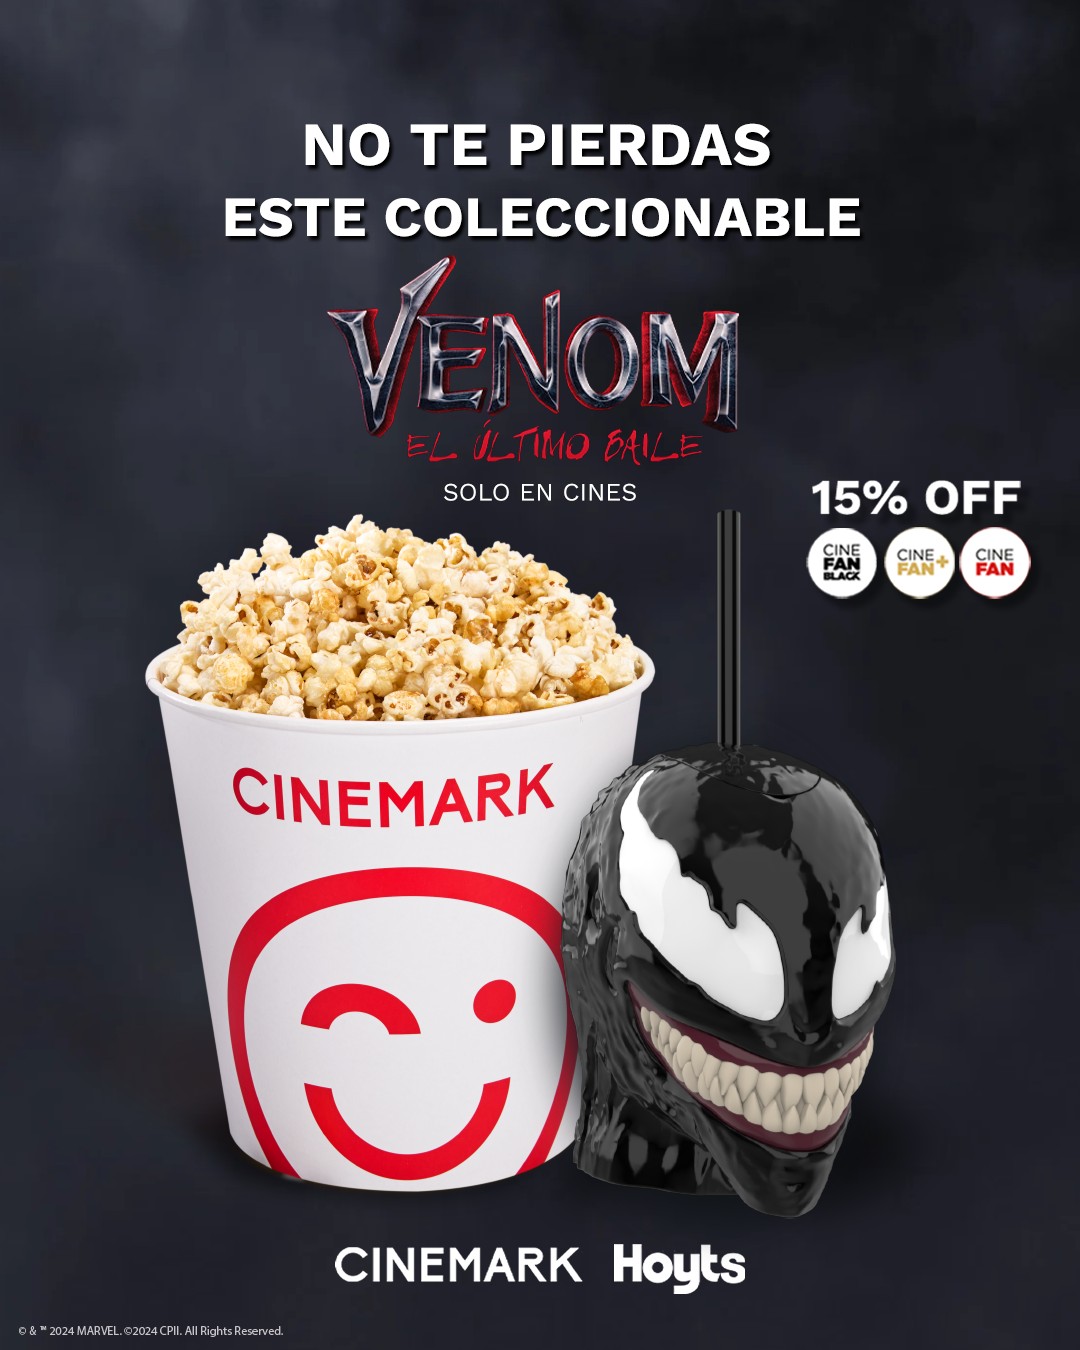 NO TE PIERDAS
ESTE COLECCIONABLE
VENOM
EL ÚLTIMO BAILE
SOLO EN CINES
15% OFF
CINE FAN BLACK
CINE FAN+
CINE FAN
CINEMARK
CINEMARK Hoyts
© & ™ 2024 MARVEL. ©2024 CPII. All Rights Reserved.